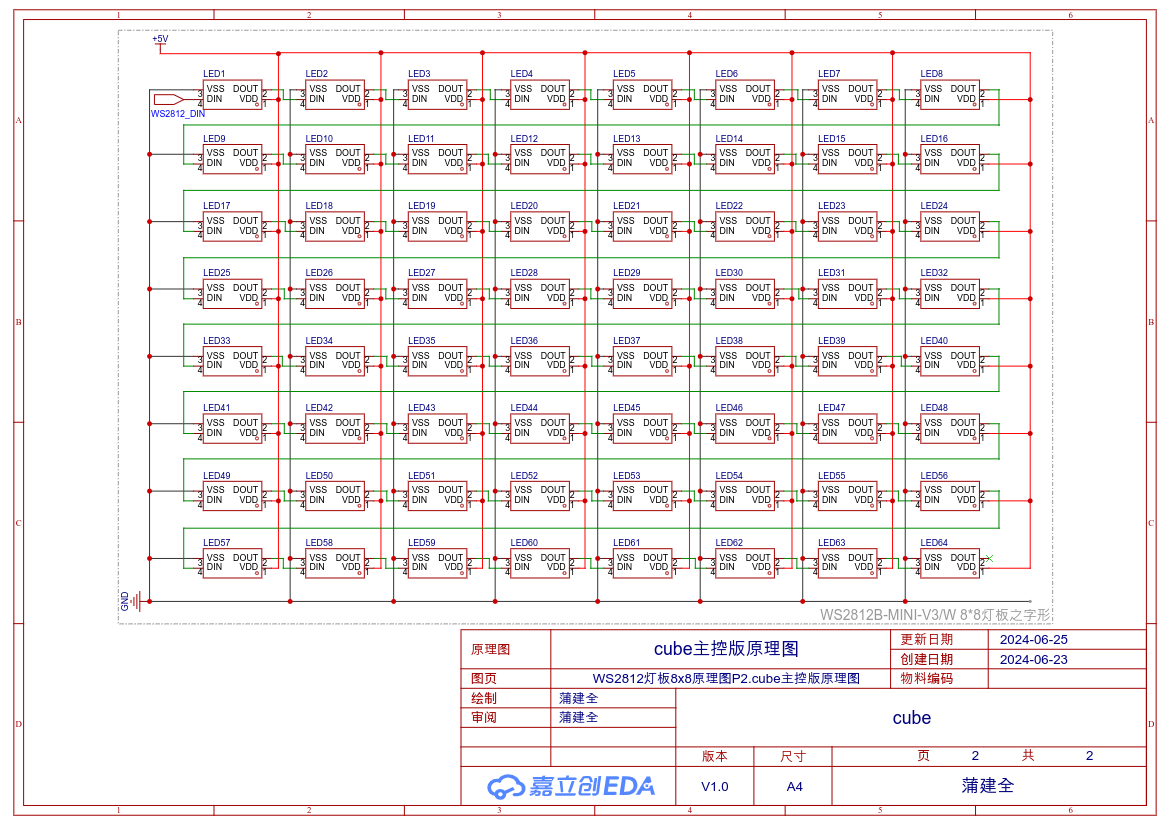 1 2 3 4 5 6
+5V
LED1 LED2 LED3 LED4 LED5 LED6 LED7 LED8
VSS DOUT VSS DOUT VSS DOUT VSS DOUT VSS DOUT VSS DOUT VSS DOUT VSS DOUT
3 2 3 2 3 2 3 2 3 2 3 2 3 2 3 2
DIN VDD DIN VDD DIN VDD DIN VDD DIN VDD DIN VDD DIN VDD DIN VDD
4 1 4 1 4 1 4 1 4 1 4 1 4 1 4 1
WS2812_DIN
A A
LED9 LED10 LED11 LED12 LED13 LED14 LED15 LED16
VSS DOUT VSS DOUT VSS DOUT VSS DOUT VSS DOUT VSS DOUT VSS DOUT VSS DOUT
3 2 3 2 3 2 3 2 3 2 3 2 3 2 3 2
DIN VDD DIN VDD DIN VDD DIN VDD DIN VDD DIN VDD DIN VDD DIN VDD
4 1 4 1 4 1 4 1 4 1 4 1 4 1 4 1
LED17 LED18 LED19 LED20 LED21 LED22 LED23 LED24
VSS DOUT VSS DOUT VSS DOUT VSS DOUT VSS DOUT VSS DOUT VSS DOUT VSS DOUT
3 2 3 2 3 2 3 2 3 2 3 2 3 2 3 2
DIN VDD DIN VDD DIN VDD DIN VDD DIN VDD DIN VDD DIN VDD DIN VDD
4 1 4 1 4 1 4 1 4 1 4 1 4 1 4 1
LED25 LED26 LED27 LED28 LED29 LED30 LED31 LED32
VSS DOUT VSS DOUT VSS DOUT VSS DOUT VSS DOUT VSS DOUT VSS DOUT VSS DOUT
3 2 3 2 3 2 3 2 3 2 3 2 3 2 3 2
DIN VDD DIN VDD DIN VDD DIN VDD DIN VDD DIN VDD DIN VDD DIN VDD
4 1 4 1 4 1 4 1 4 1 4 1 4 1 4 1
B B
LED33 LED34 LED35 LED36 LED37 LED38 LED39 LED40
VSS DOUT VSS DOUT VSS DOUT VSS DOUT VSS DOUT VSS DOUT VSS DOUT VSS DOUT
3 2 3 2 3 2 3 2 3 2 3 2 3 2 3 2
DIN VDD DIN VDD DIN VDD DIN VDD DIN VDD DIN VDD DIN VDD DIN VDD
4 1 4 1 4 1 4 1 4 1 4 1 4 1 4 1
LED41 LED42 LED43 LED44 LED45 LED46 LED47 LED48
VSS DOUT VSS DOUT VSS DOUT VSS DOUT VSS DOUT VSS DOUT VSS DOUT VSS DOUT
3 2 3 2 3 2 3 2 3 2 3 2 3 2 3 2
DIN VDD DIN VDD DIN VDD DIN VDD DIN VDD DIN VDD DIN VDD DIN VDD
4 1 4 1 4 1 4 1 4 1 4 1 4 1 4 1
LED49 LED50 LED51 LED52 LED53 LED54 LED55 LED56
VSS DOUT VSS DOUT VSS DOUT VSS DOUT VSS DOUT VSS DOUT VSS DOUT VSS DOUT
3 2 3 2 3 2 3 2 3 2 3 2 3 2 3 2
DIN VDD DIN VDD DIN VDD DIN VDD DIN VDD DIN VDD DIN VDD DIN VDD
4 1 4 1 4 1 4 1 4 1 4 1 4 1 4 1
C C
LED57 LED58 LED59 LED60 LED61 LED62 LED63 LED64
VSS DOUT VSS DOUT VSS DOUT VSS DOUT VSS DOUT VSS DOUT VSS DOUT VSS DOUT
3 2 3 2 3 2 3 2 3 2 3 2 3 2 3 2
DIN VDD DIN VDD DIN VDD DIN VDD DIN VDD DIN VDD DIN VDD DIN VDD
4 1 4 1 4 1 4 1 4 1 4 1 4 1 4 1
GND
WS2812B-MINI-V3/W 8*8灯板之字形
原理图 cube主控版原理图 更新日期 2024-06-25
创建日期 2024-06-23
图页 WS2812灯板8x8原理图P2.cube主控版原理图 物料编码
绘制 蒲建全
审阅 蒲建全
cube
D D
版本 尺寸 页 2 共 2
嘉立创EDA V1.0 A4 蒲建全
1 2 3 4 5 6